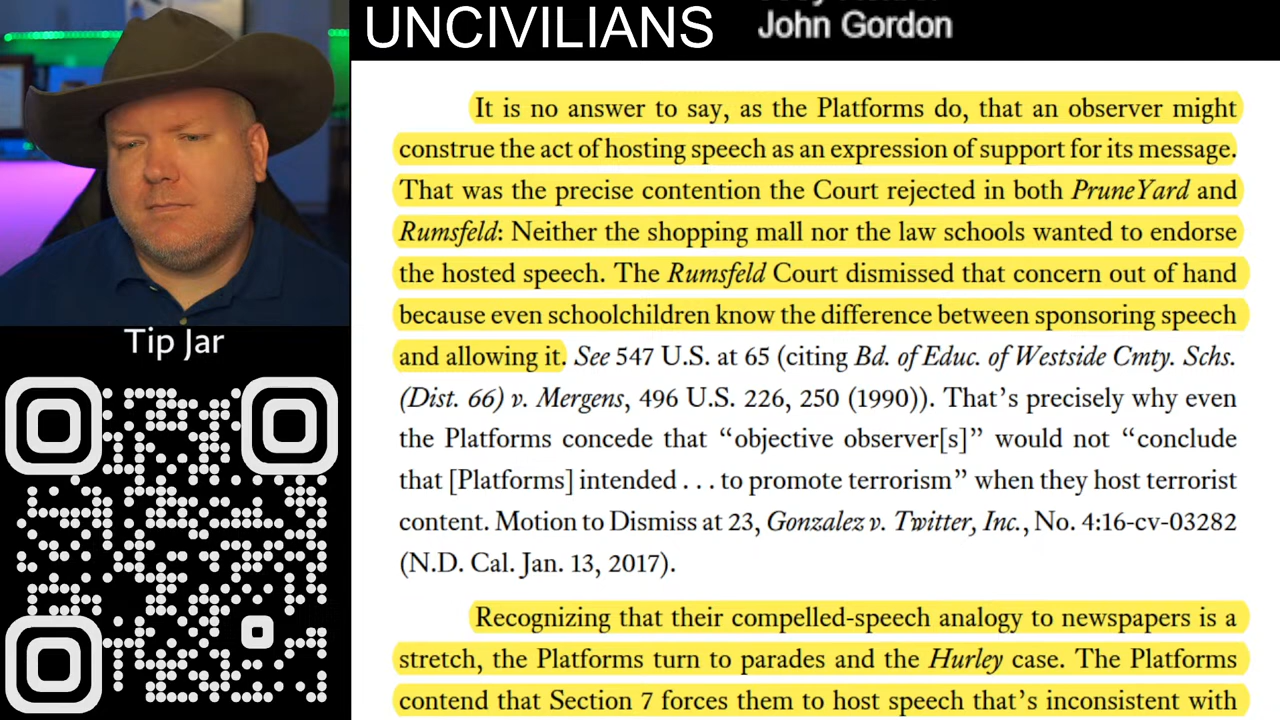 UNCIVILIANS
John Gordon
It is no answer to say, as the Platforms do, that an observer might
construe the act of hosting speech as an expression of support for its message.
That was the precise contention the Court rejected in both PruneYard and
Rumsfeld: Neither the shopping mall nor the law schools wanted to endorse
the hosted speech. The Rumsfeld Court dismissed that concern out of hand
because even schoolchildren know the difference between sponsoring speech
and allowing it. See 547 U.S. at 65 (citing Bd. of Educ. of Westside Cmty. Schs.
(Dist. 66) v. Mergens, 496 U.S. 226, 250 (1990)). That’s precisely why even
the Platforms concede that “objective observer[s]” would not “conclude
that [Platforms] intended . . . to promote terrorism” when they host terrorist
content. Motion to Dismiss at 23, Gonzalez v. Twitter, Inc., No. 4:16-cv-03282
(N.D. Cal. Jan. 13, 2017).
Recognizing that their compelled-speech analogy to newspapers is a
stretch, the Platforms turn to parades and the Hurley case. The Platforms
contend that Section 7 forces them to host speech that’s inconsistent with
Tip Jar